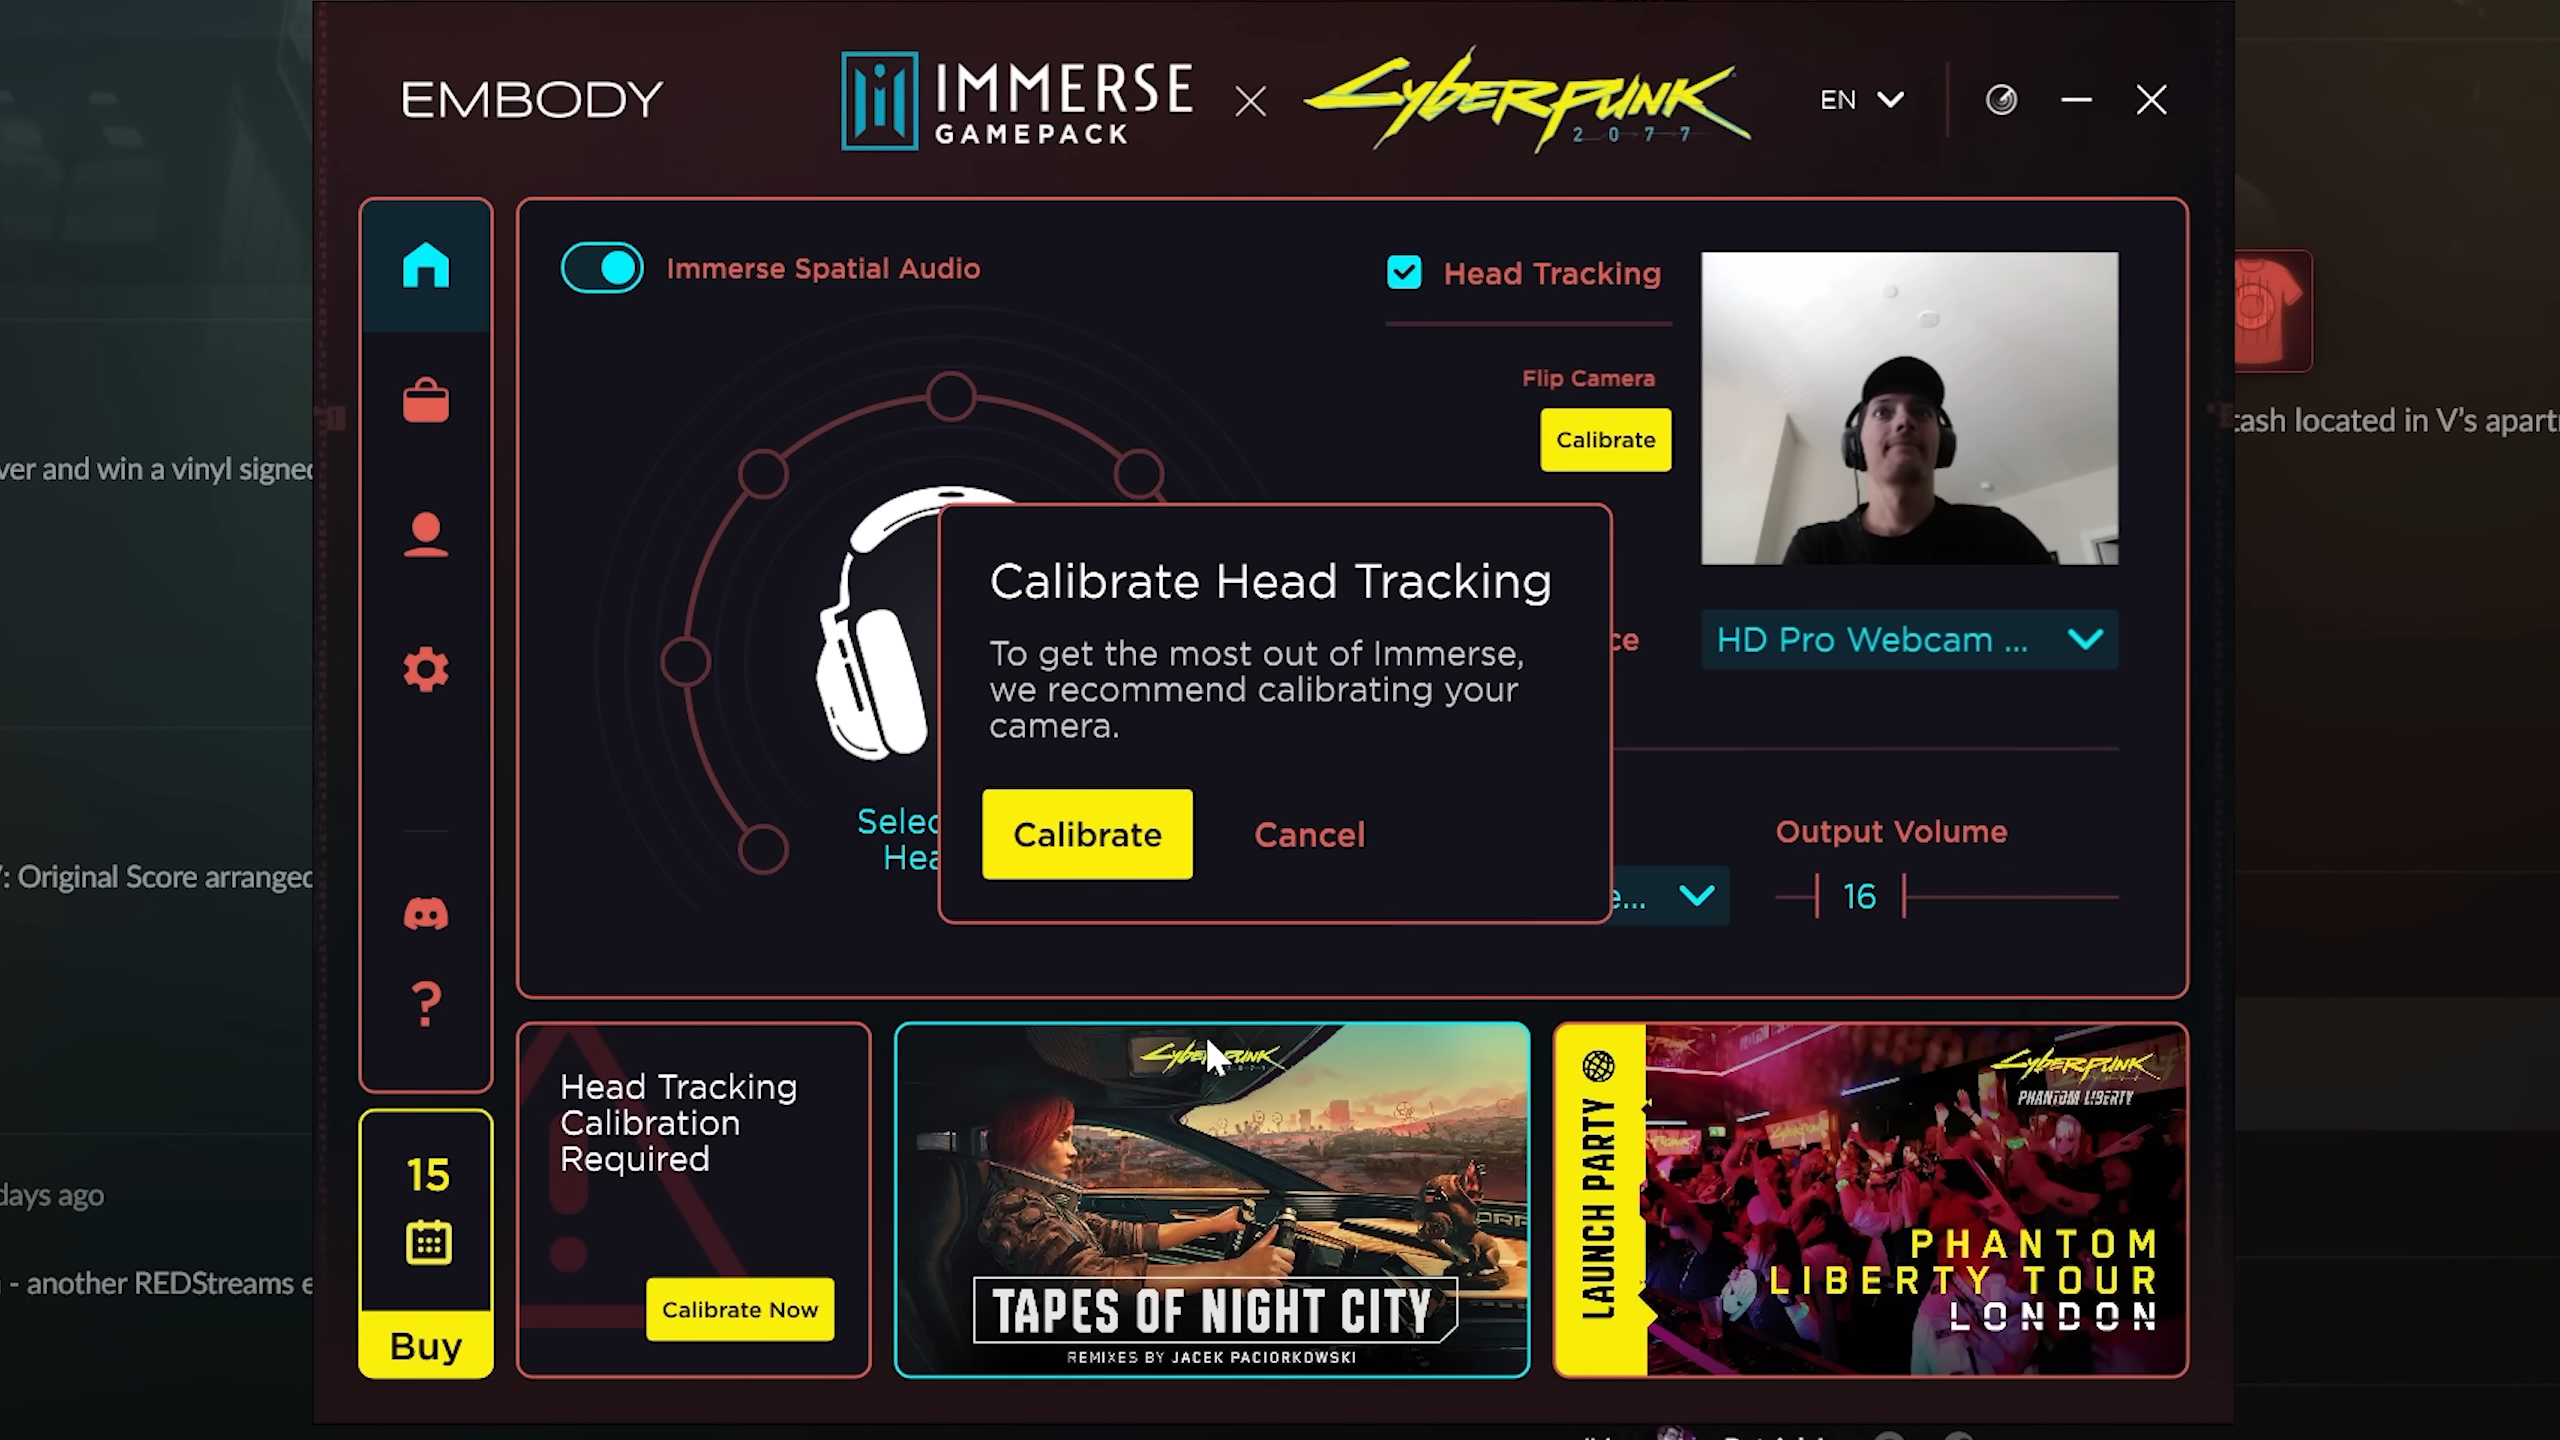 EMBODY
IMMERSE
GAMEPACK
Cyberpunk
2077
EN
Immerse Spatial Audio
Head Tracking
Flip Camera
Calibrate
Calibrate Head Tracking
To get the most out of Immerse,
we recommend calibrating your
camera.
Calibrate
Cancel
HD Pro Webcam ...
Output Volume
16
15
Buy
Head Tracking
Calibration
Required
Calibrate Now
Cyberpunk
TAPES OF NIGHT CITY
REMIXES BY JACEK PACIORKOWSKI
LAUNCH PARTY
Cyberpunk
PHANTOM LIBERTY
PHANTOM
LIBERTY TOUR
LONDON
and win a vinyl signed
: Original Score arranged
days ago
- another REDStreams
located in V's